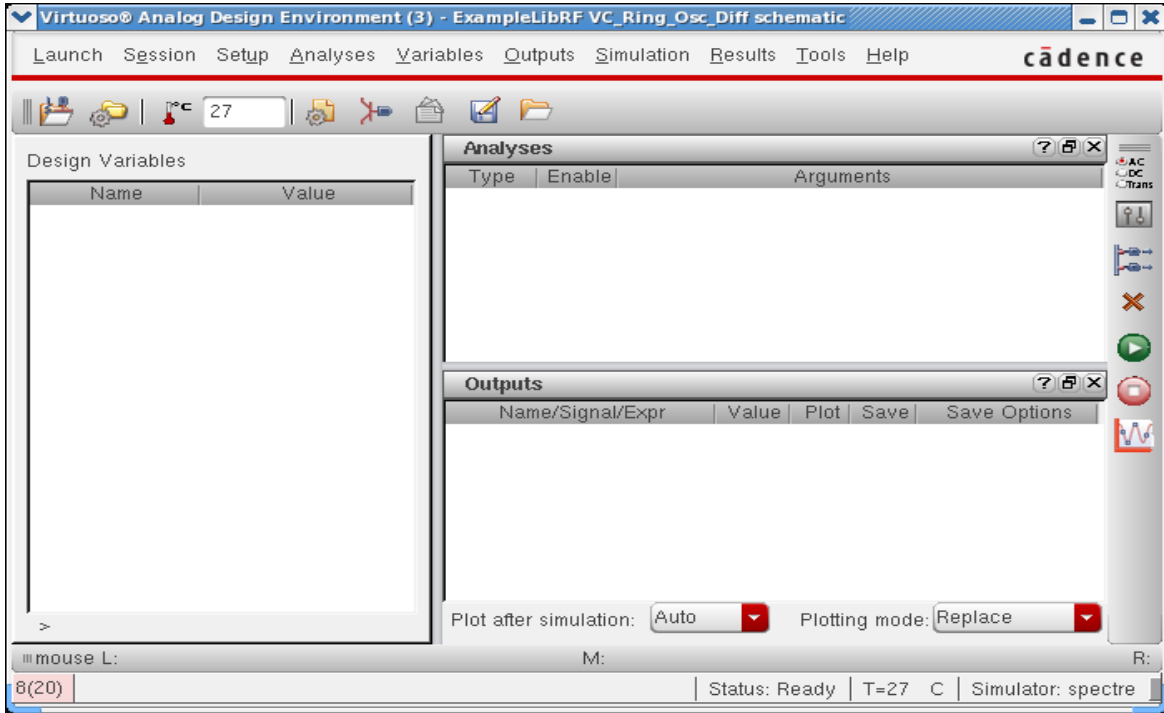 Virtuoso® Analog Design Environment (3) - ExampleLibRF VC_Ring_Osc_Diff schematic
Launch Session Setup Analyses Variables Outputs Simulation Results Tools Help cādence
°C 27
Design Variables
Name Value
>
Analyses
Type Enable Arguments
Outputs
Name/Signal/Expr Value Plot Save Save Options
Plot after simulation: Auto Plotting mode: Replace
AC
DC
Trans
mouse L: M: R:
8(20) Status: Ready T=27 C Simulator: spectre